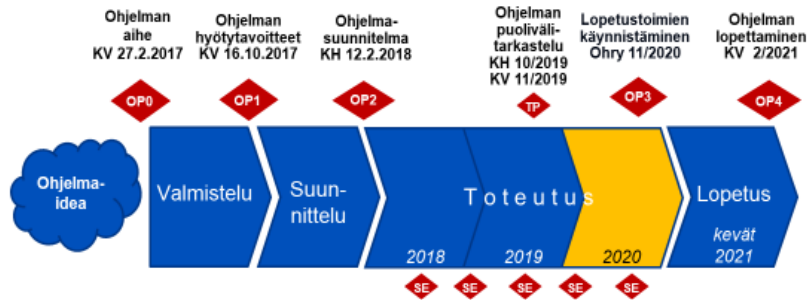 Ohjelman
aihe
KV 27.2.2017
Ohjelman
hyötytavoitteet
KV 16.10.2017
Ohjelma-
suunnitelma
KH 12.2.2018
Ohjelman
puoliväli-
tarkastelu
KH 10/2019
KV 11/2019
Lopetustoimien
käynnistäminen
Ohry 11/2020
Ohjelman
lopettaminen
KV 2/2021
OP0
OP1
OP2
TP
OP3
OP4
Ohjelma-
idea
Valmistelu
Suun-
nittelu
Toteutus
Lopetus
kevät
2021
2018
2019
2020
SE
SE
SE
SE
SE